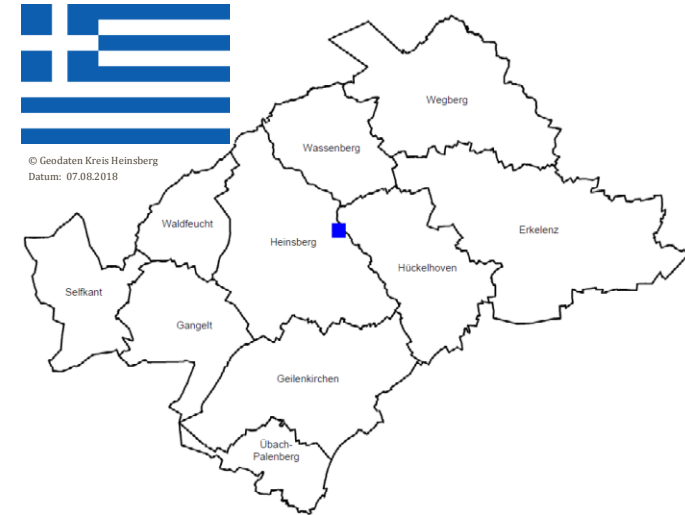 © Geodaten Kreis Heinsberg
Datum: 07.08.2018
Wegberg
Wassenberg
Waldfeucht
Heinsberg
Erkelenz
Hückelhoven
Selfkant
Gangelt
Geilenkirchen
Übach-
Palenberg